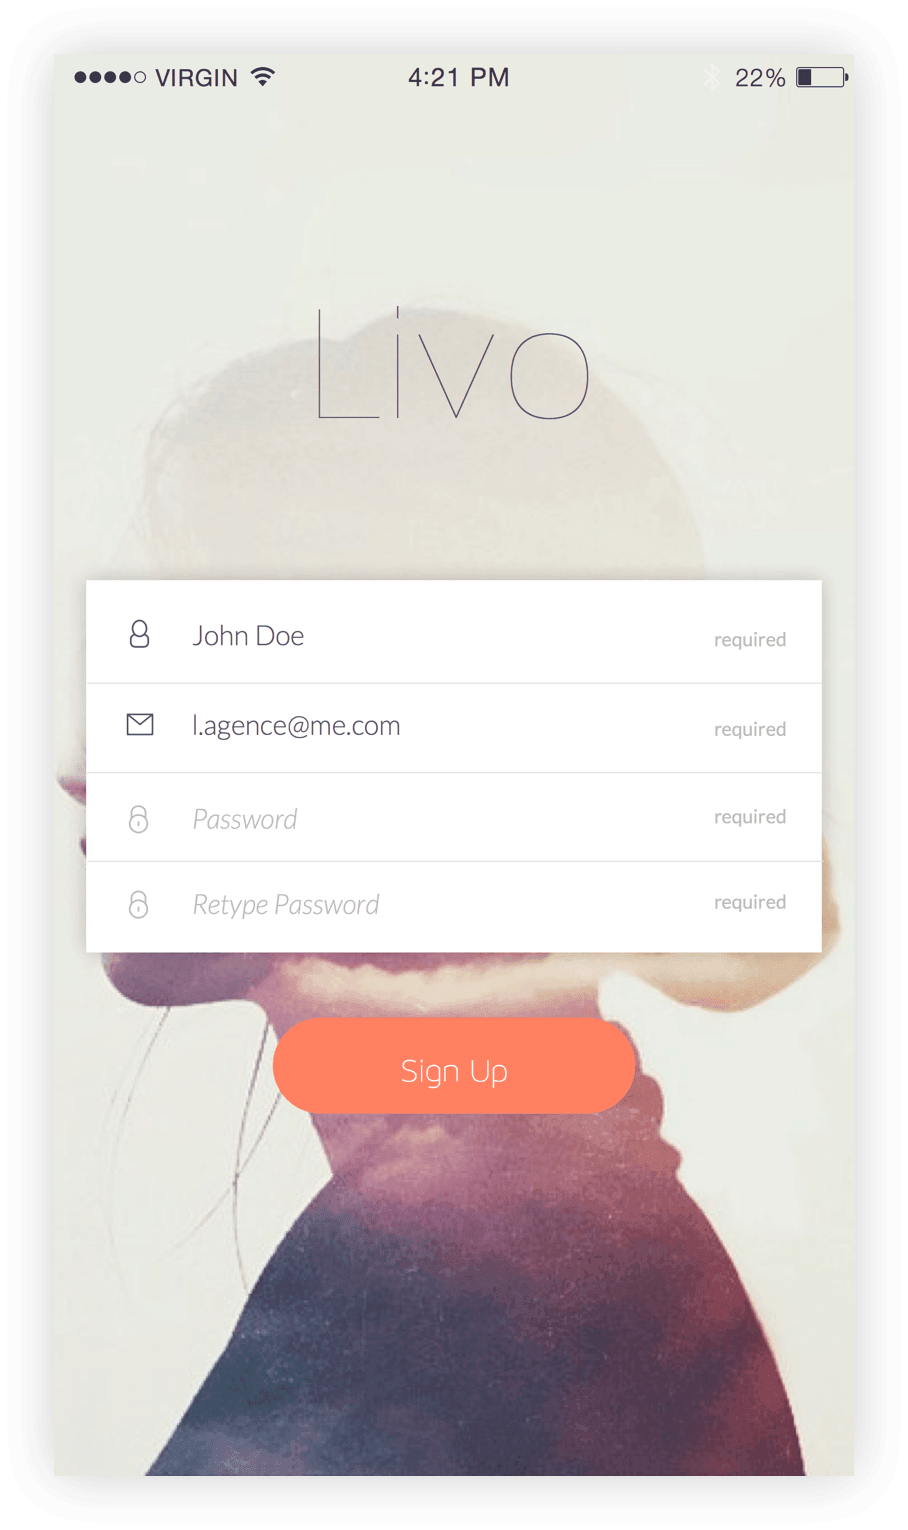 VIRGIN 4:21 PM 22%
Livo
John Doe required
l.agence@me.com required
Password required
Retype Password required
Sign Up